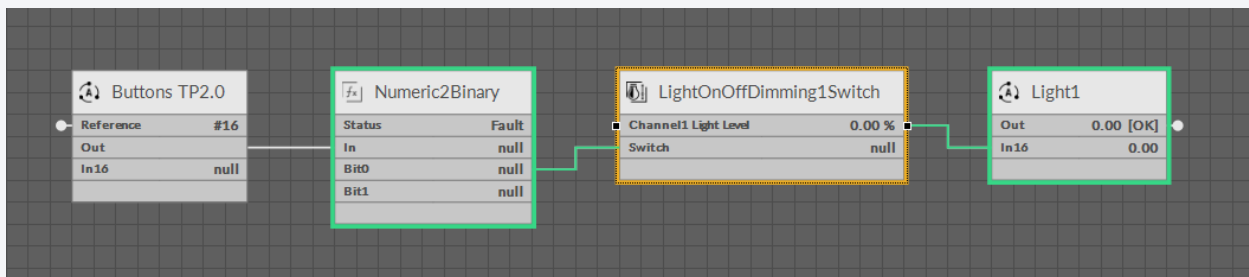 Buttons TP2.0
Reference #16
Out
In16 null
fx Numeric2Binary
Status Fault
In null
Bit0 null
Bit1 null
LightOnOffDimming1Switch
Channel1 Light Level 0.00 %
Switch null
A Light1
Out 0.00 [OK]
In16 0.00